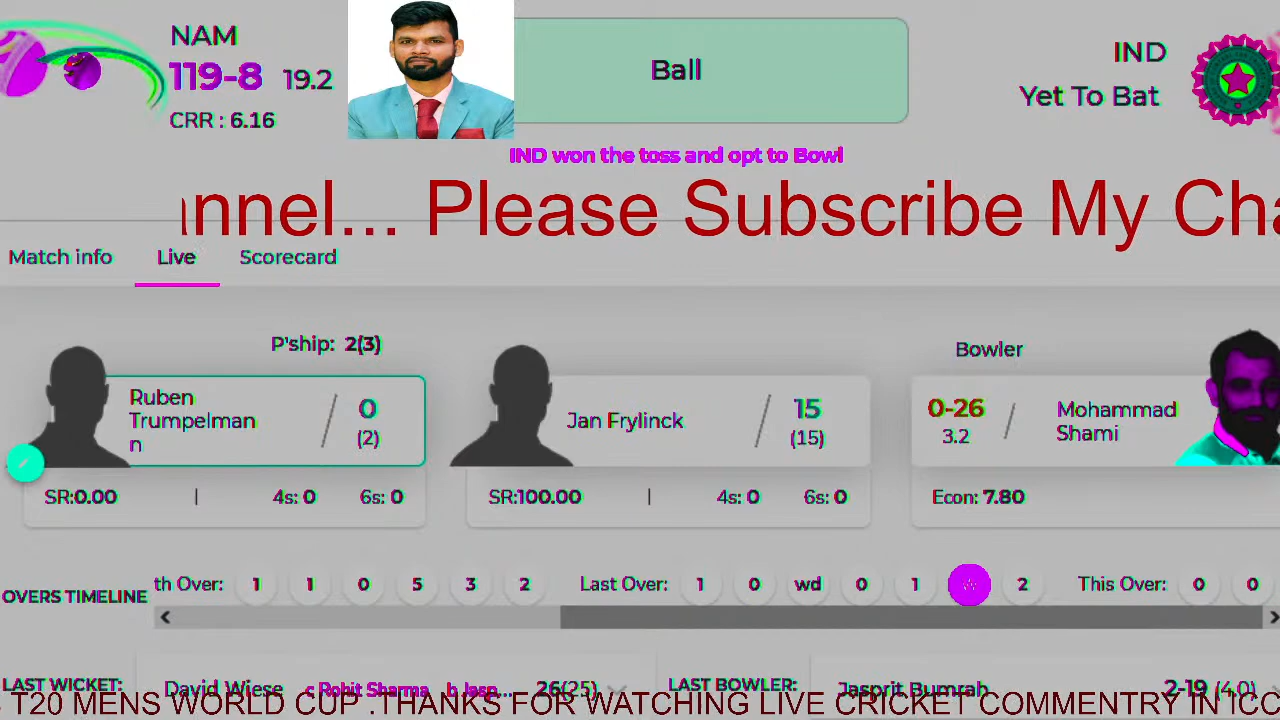 NAM
119-8 19.2
CRR : 6.16
Ball
IND
Yet To Bat
IND won the toss and opt to Bowl
annel... Please Subscribe My Cha
Match info Live Scorecard
P'ship: 2(3)
Bowler
Ruben
Trumpelman
n
0
(2)
SR:0.00 | 4s: 0 6s: 0
Jan Frylinck
15
(15)
SR:100.00 | 4s: 0 6s: 0
0-26
3.2
Mohammad
Shami
Econ: 7.80
OVERS TIMELINE
th Over: 1 1 0 5 3 2 Last Over: 1 0 wd 0 1 2 This Over: 0 0
LAST WICKET: David Wiese c Rohit Sharma b Jasp... 26(25) LAST BOWLER: Jasprit Bumrah 2-19 (4.0)
T20 MENS WORLD CUP .THANKS FOR WATCHING LIVE CRICKET COMMENTRY IN ICC